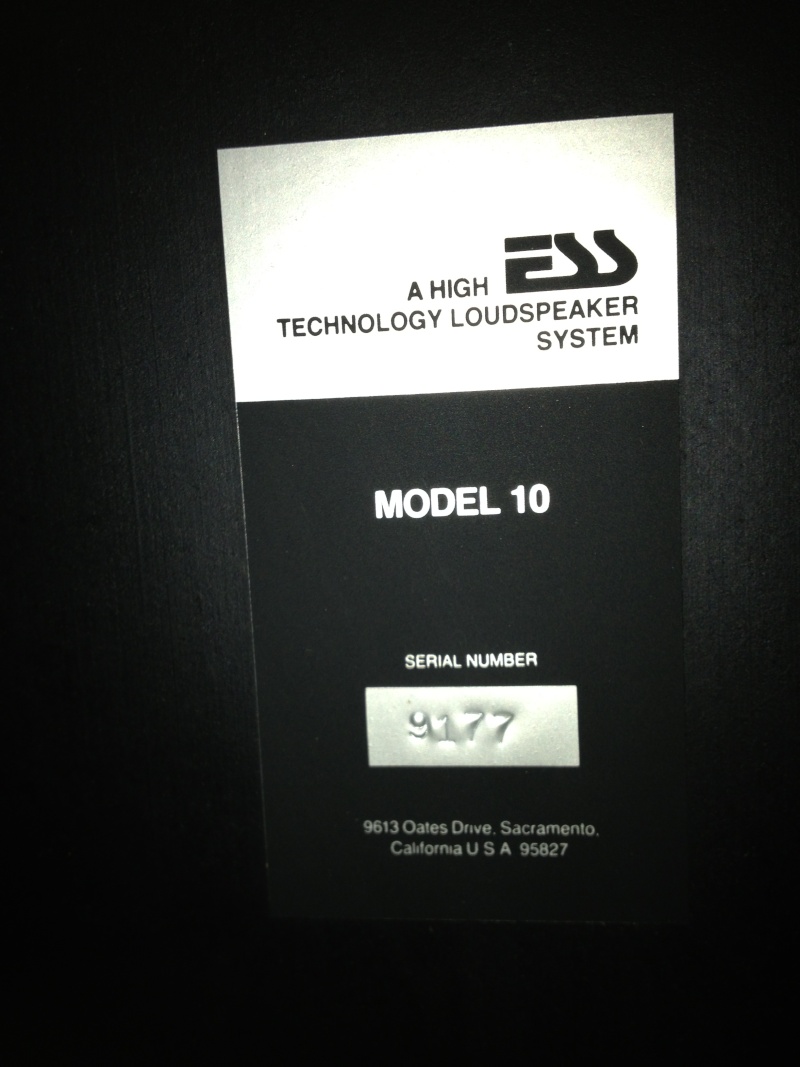 A HIGH ESS
TECHNOLOGY LOUDSPEAKER
SYSTEM
MODEL 10
SERIAL NUMBER
9177
9613 Oates Drive, Sacramento,
California U S A 95827